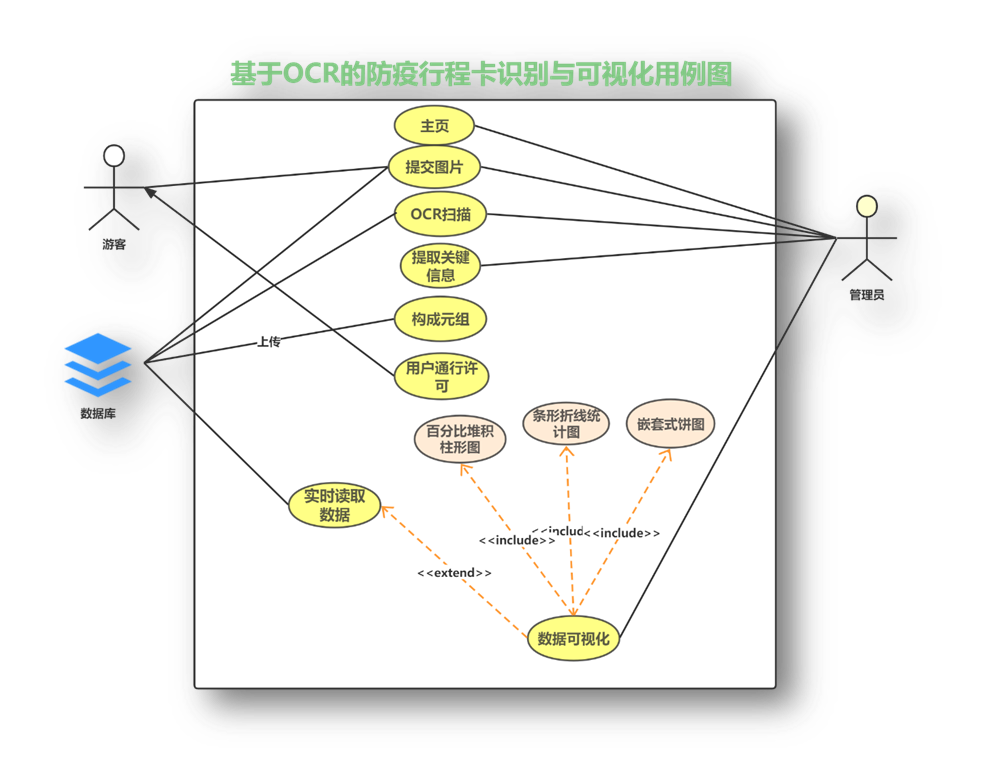 基于OCR的防疫行程卡识别与可视化用例图
主页
提交图片
OCR扫描
提取关键
信息
构成元组
用户通行许
可
游客
管理员
上传
数据库
百分比堆积
柱形图
条形折线统
计图
嵌套式饼图
实时读取
数据
<<include>>
<<includ
<<include>>
<<extend>>
数据可视化